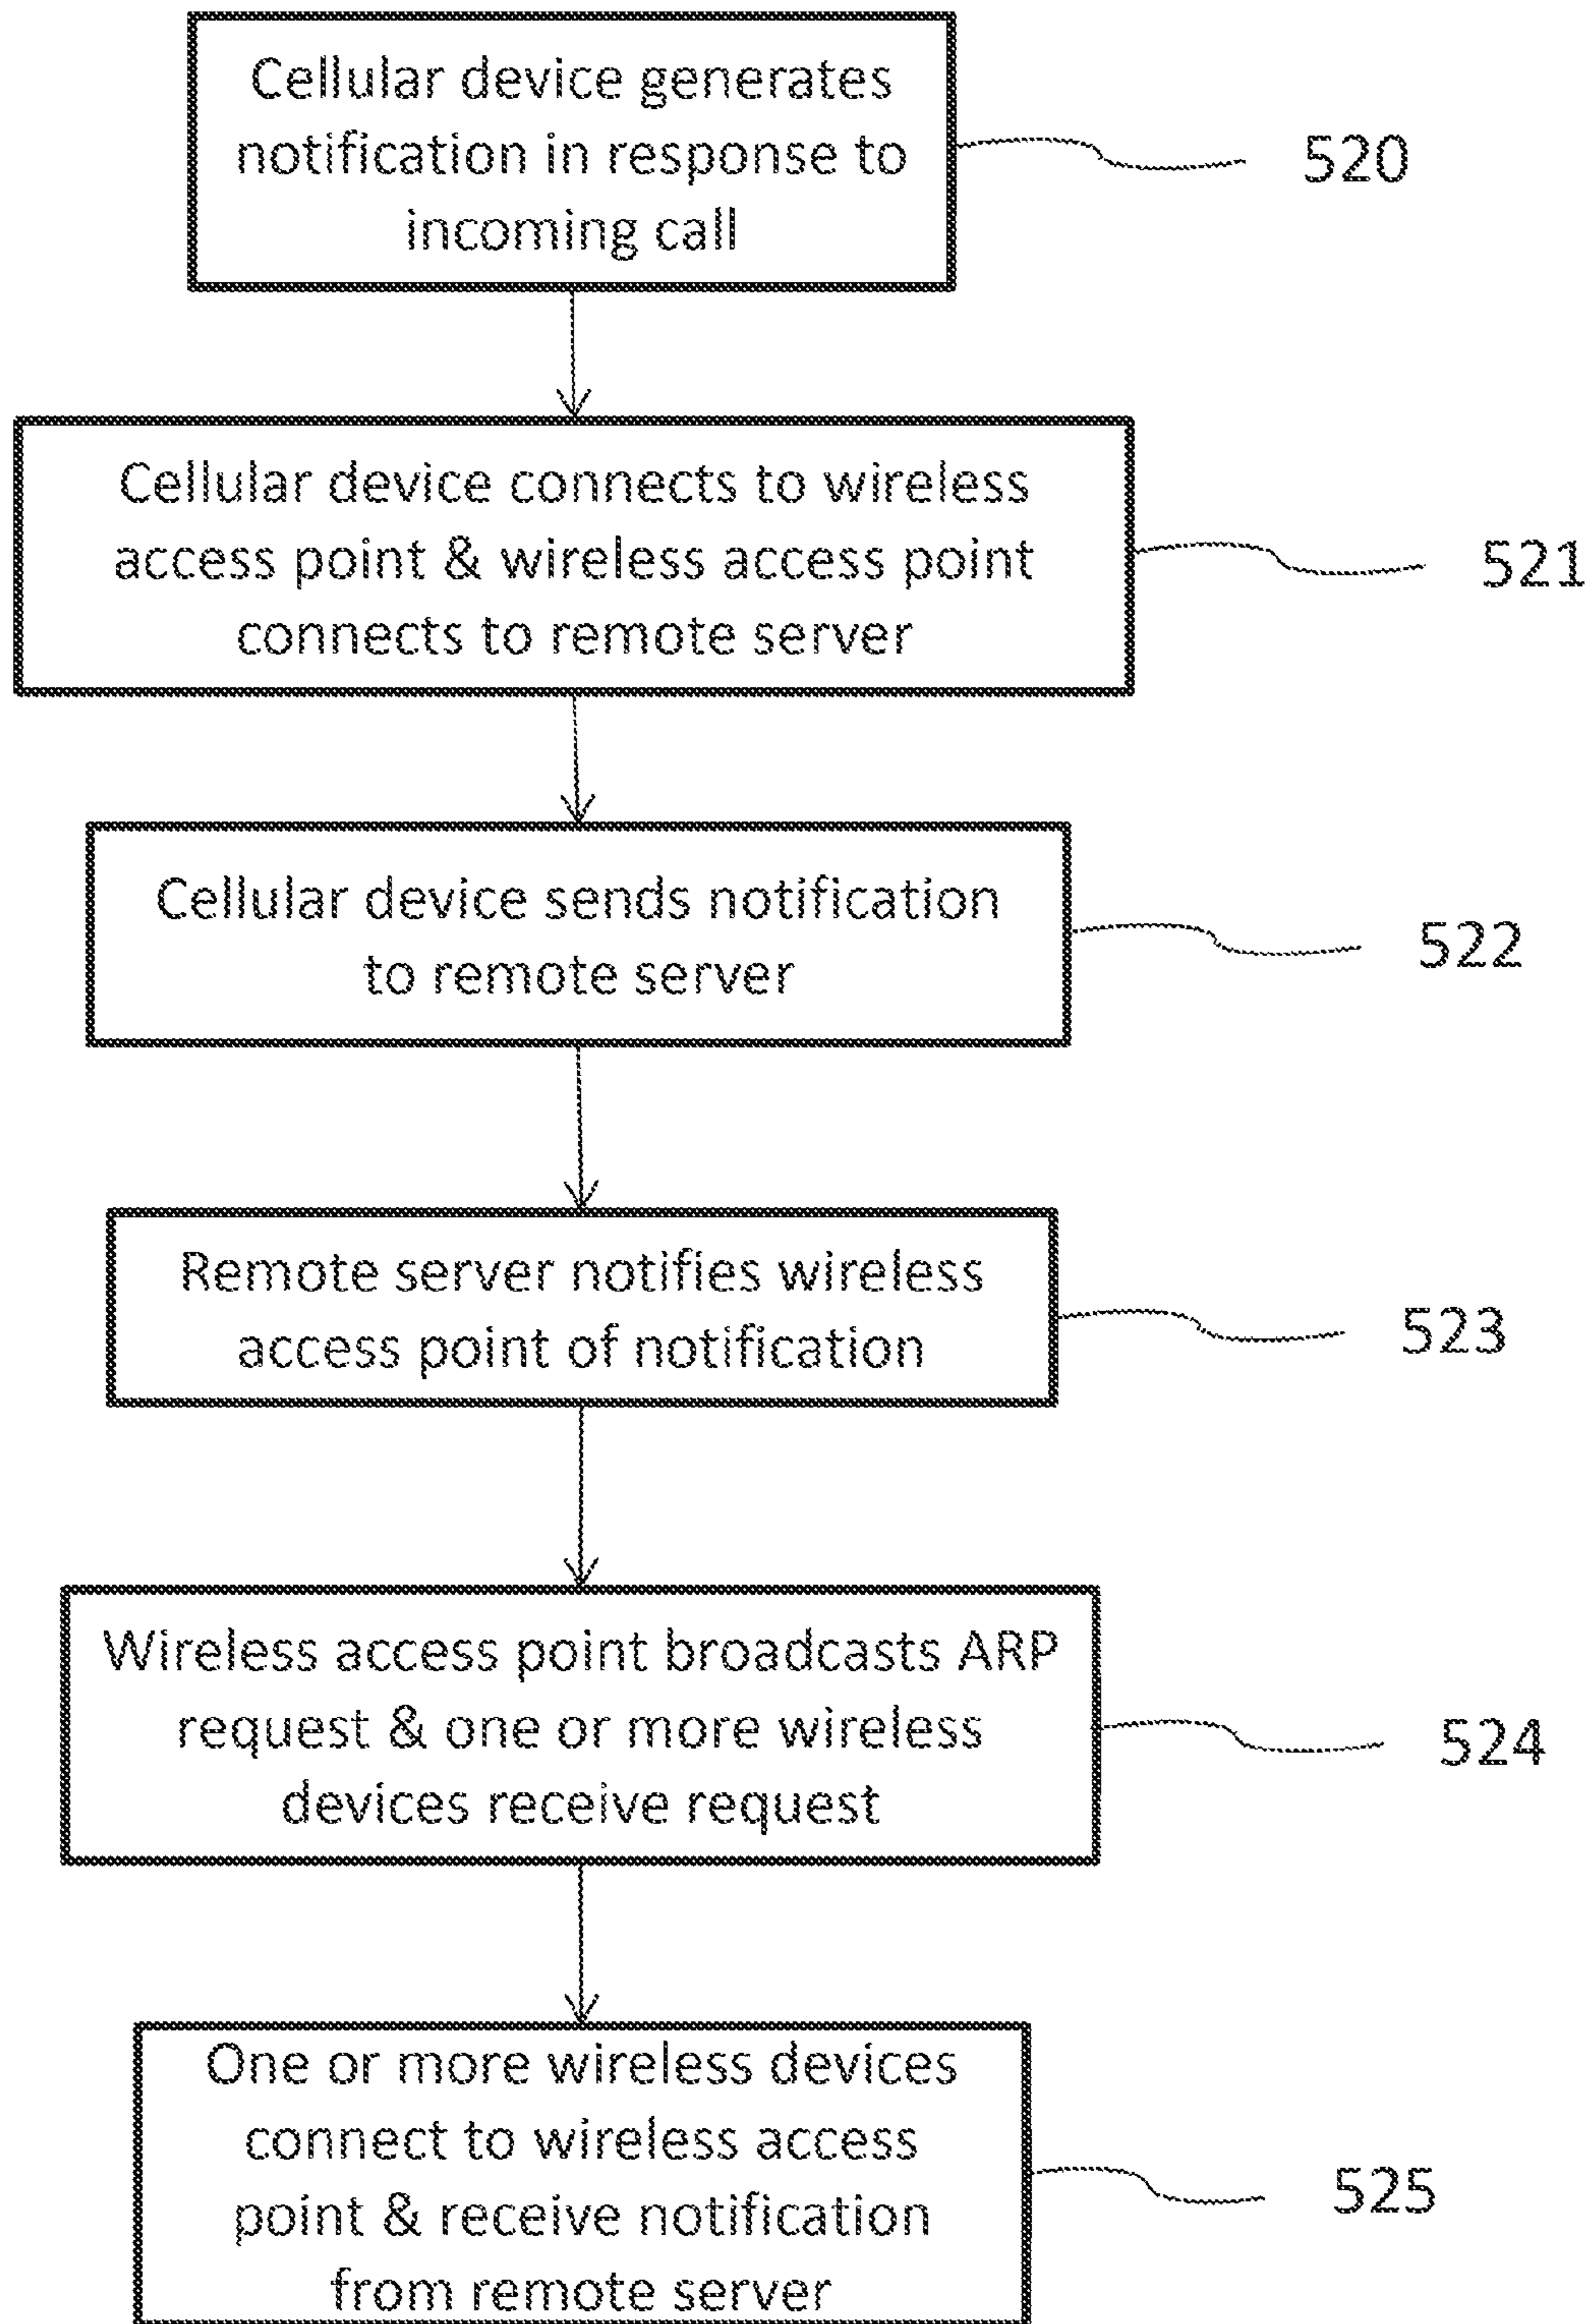 Cellular device generates
notification in response to
incoming call
520
Cellular device connects to wireless
access point & wireless access point
connects to remote server
521
Cellular device sends notification
to remote server
522
Remote server notifies wireless
access point of notification
523
Wireless access point broadcasts ARP
request & one or more wireless
devices receive request
524
One or more wireless devices
connect to wireless access
point & receive notification
from remote server
525